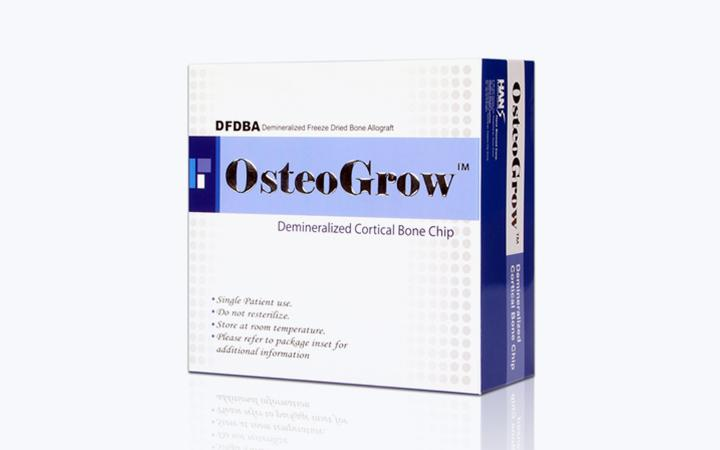 DFDBA Demineralized Freeze Dried Bone Allograft
OsteoGrow™
Demineralized Cortical Bone Chip
• Single Patient use.
• Do not resterilize.
• Store at room temperature.
• Please refer to package inset for
additional information
HANS
OsteoGrow™
Demineralized
Cortical Bone Chip